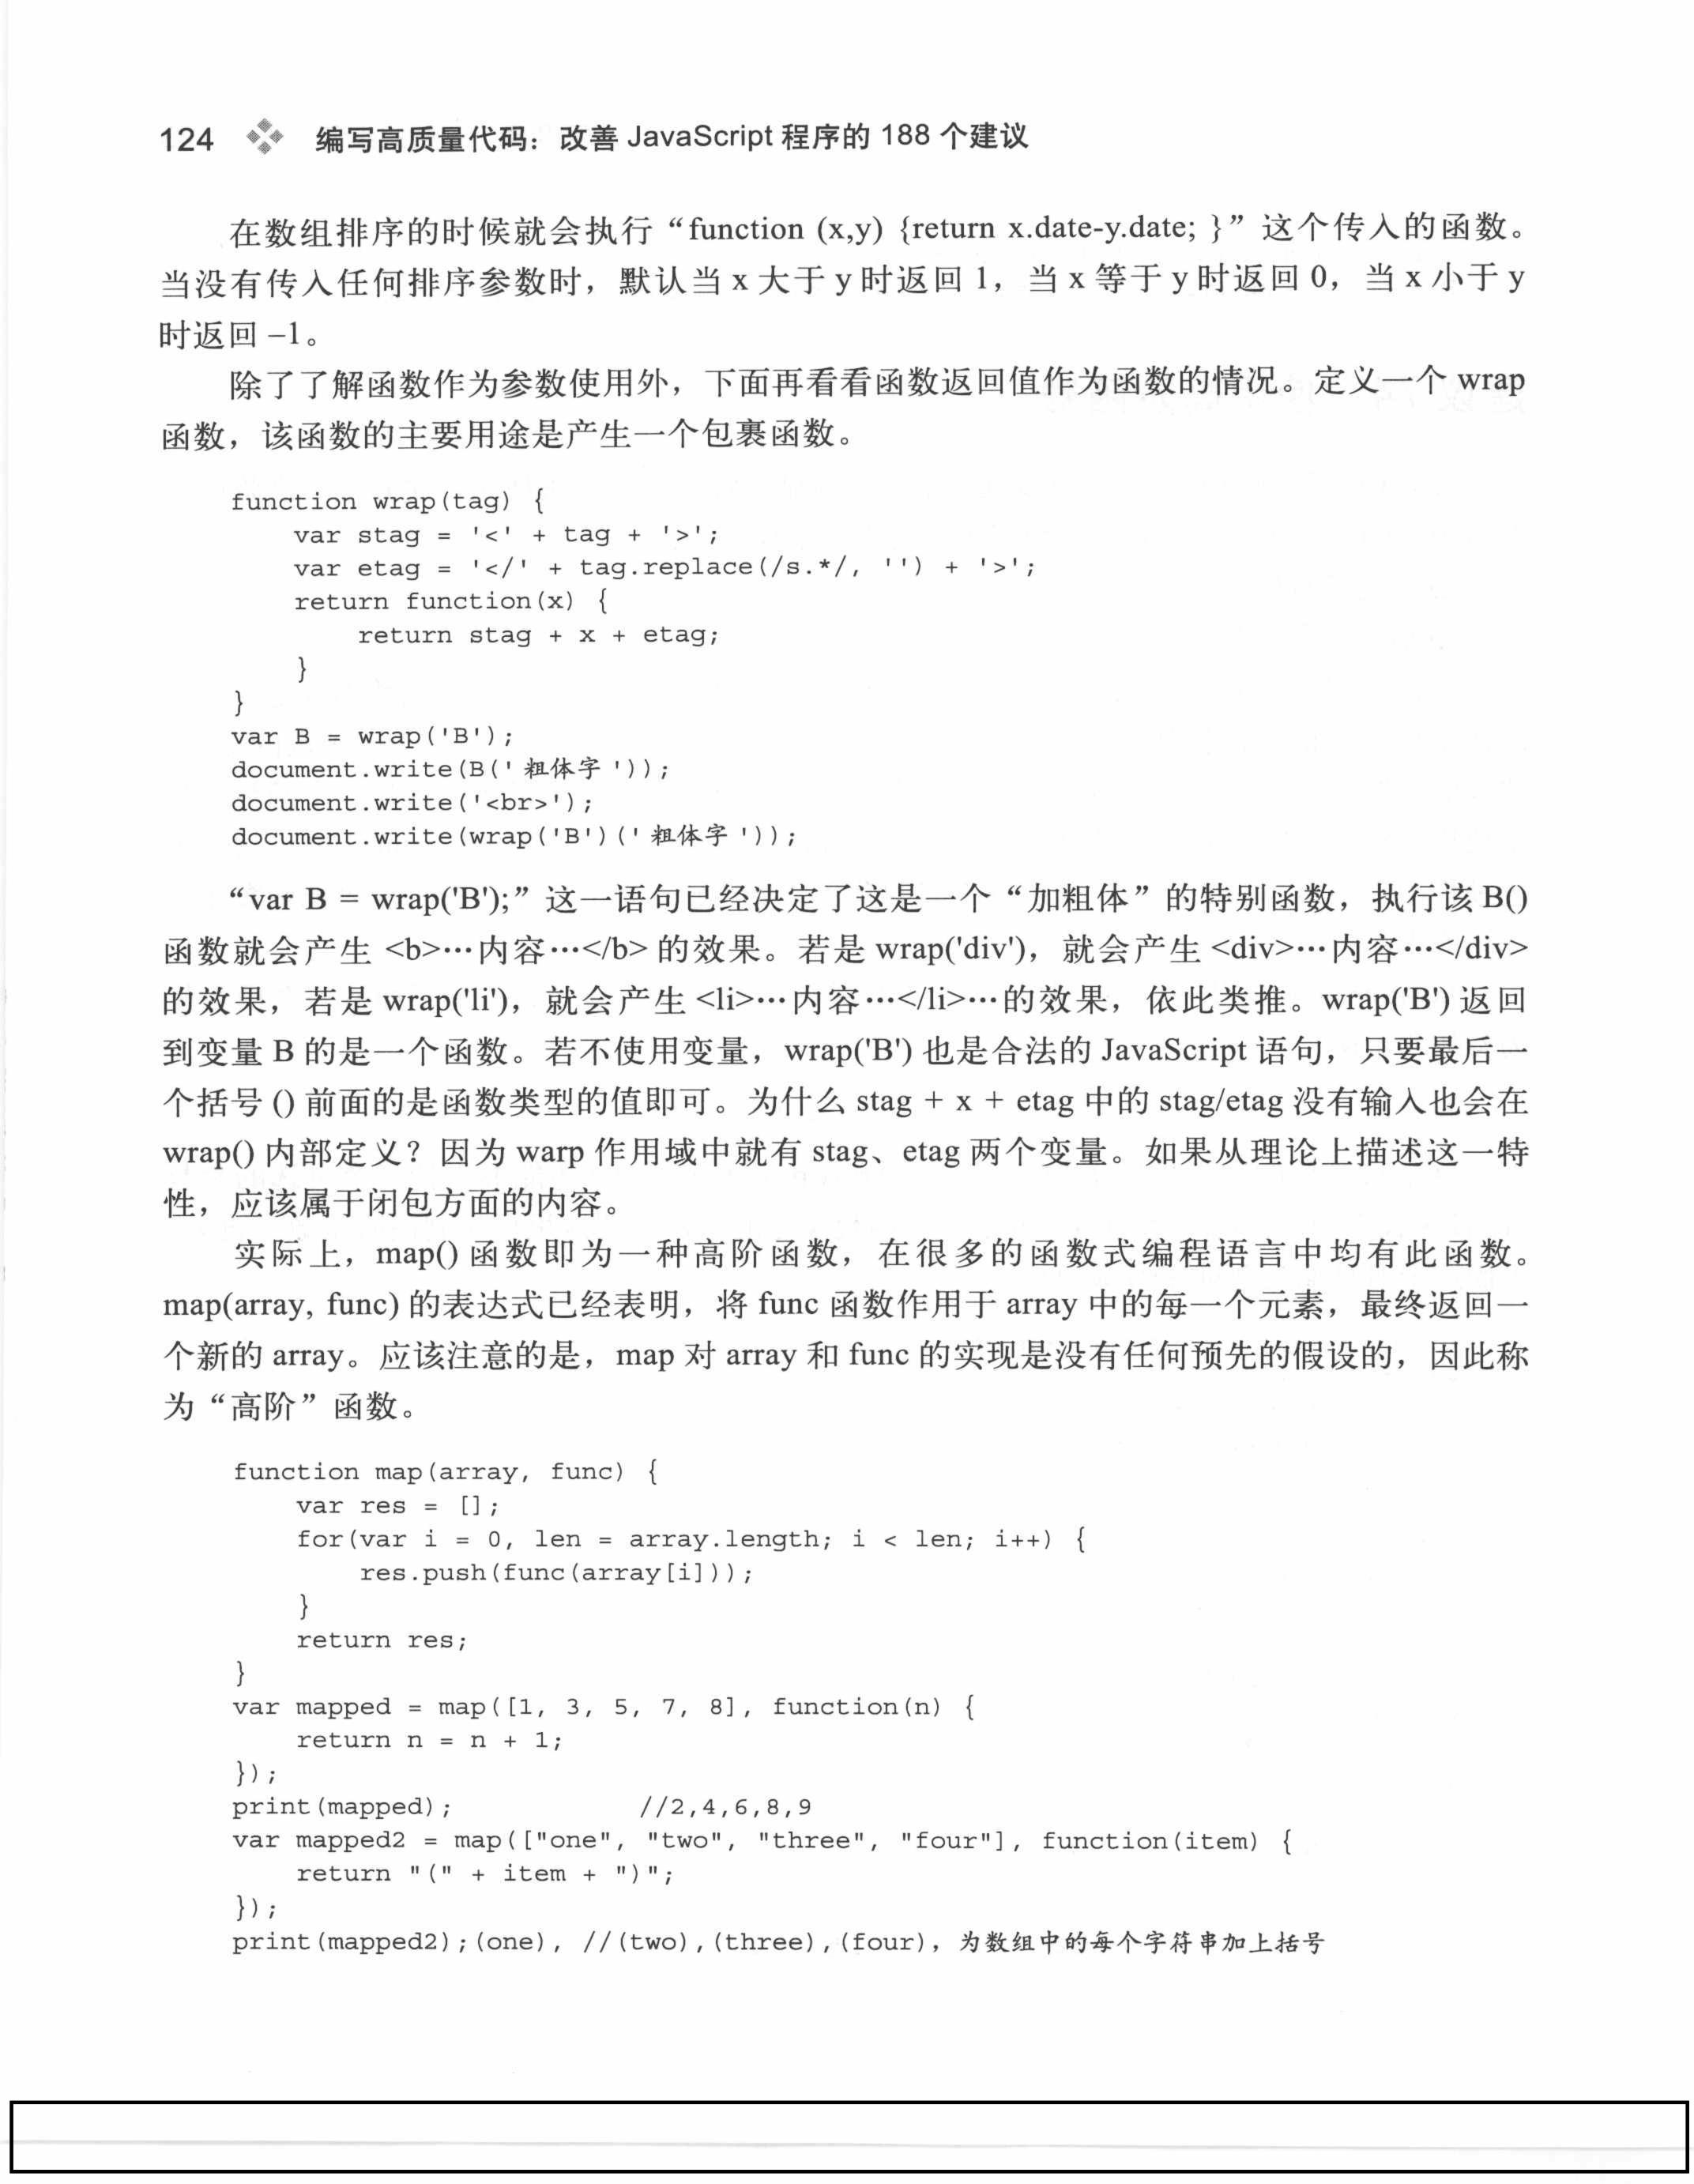 124 编写高质量代码：改善 JavaScript 程序的 188 个建议
在数组排序的时候就会执行“function (x,y) {return x.date-y.date; }”这个传入的函数。
当没有传入任何排序参数时，默认当 x 大于 y 时返回 1，当 x 等于 y 时返回 0，当 x 小于 y
时返回 –1。
除了了解函数作为参数使用外，下面再看看函数返回值作为函数的情况。定义一个 wrap
函数，该函数的主要用途是产生一个包裹函数。
function wrap(tag) {
    var stag = '<' + tag + '>';
    var etag = '</' + tag.replace(/s.*/, '') + '>';
    return function(x) {
        return stag + x + etag;
    }
}
var B = wrap('B');
document.write(B(' 粗体字 '));
document.write('<br>');
document.write(wrap('B')(' 粗体字 '));
“var B = wrap('B');”这一语句已经决定了这是一个“加粗体”的特别函数，执行该 B()
函数就会产生 <b>…内容…</b> 的效果。若是 wrap('div')，就会产生 <div>…内容…</div>
的效果，若是 wrap('li')，就会产生 <li>…内容…</li>…的效果，依此类推。wrap('B') 返回
到变量 B 的是一个函数。若不使用变量，wrap('B') 也是合法的 JavaScript 语句，只要最后一
个括号 () 前面的是函数类型的值即可。为什么 stag + x + etag 中的 stag/etag 没有输入也会在
wrap() 内部定义？因为 warp 作用域中就有 stag、etag 两个变量。如果从理论上描述这一特
性，应该属于闭包方面的内容。
实际上，map() 函数即为一种高阶函数，在很多的函数式编程语言中均有此函数。
map(array, func) 的表达式已经表明，将 func 函数作用于 array 中的每一个元素，最终返回一
个新的 array。应该注意的是，map 对 array 和 func 的实现是没有任何预先的假设的，因此称
为“高阶”函数。
function map(array, func) {
    var res = [];
    for(var i = 0, len = array.length; i < len; i++) {
        res.push(func(array[i]));
    }
    return res;
}
var mapped = map([1, 3, 5, 7, 8], function(n) {
    return n = n + 1;
});
print(mapped);            //2,4,6,8,9
var mapped2 = map(["one", "two", "three", "four"], function(item) {
    return "(" + item + ")";
});
print(mapped2);(one), //(two),(three),(four), 为数组中的每个字符串加上括号